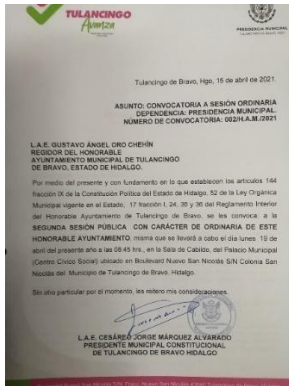 TULANCINGO
Avanza
PRESIDENCIA MUNICIPAL
Tulancingo de Bravo, Hgo, 15 de abril de 2021.
ASUNTO: CONVOCATORIA A SESIÓN ORDINARIA
DEPENDENCIA: PRESIDENCIA MUNICIPAL.
NÚMERO DE CONVOCATORIA: 002/H.A.M./2021
L.A.E. GUSTAVO ÁNGEL ORO CHEHÍN
REGIDOR DEL HONORABLE
AYUNTAMIENTO MUNICIPAL DE TULANCINGO
DE BRAVO, ESTADO DE HIDALGO.
Por medio del presente y con fundamento en lo que establecen los artículos 144
fracción IX de la Constitución Política del Estado de Hidalgo, 52 de la Ley Orgánica
Municipal vigente en el Estado, 17 fracción I, 24, 35 y 36 del Reglamento Interior
del Honorable Ayuntamiento de Tulancingo de Bravo, se les convoca a la
SEGUNDA SESIÓN PÚBLICA CON CARÁCTER DE ORDINARIA DE ESTE
HONORABLE AYUNTAMIENTO, misma que se llevará a cabo el día lunes 19 de
abril del presente año a las 08:45 hrs., en la Sala de Cabildo, del Palacio Municipal
(Centro Cívico Social) ubicado en Boulevard Nuevo San Nicolás S/N Colonia San
Nicolás del Municipio de Tulancingo de Bravo, Hidalgo.
Sin otro particular por el momento, les reitero mis consideraciones.
L.A.E. CESÁREO JORGE MÁRQUEZ ALVARADO
PRESIDENTE MUNICIPAL CONSTITUCIONAL
DE TULANCINGO DE BRAVO HIDALGO